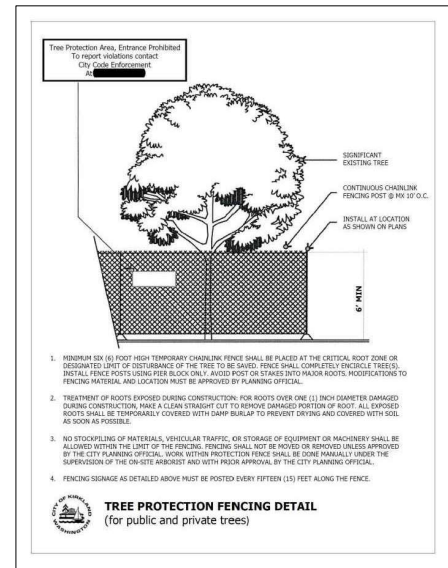 Tree Protection Area, Entrance Prohibited
To report violations contact
City Code Enforcement
At
SIGNIFICANT
EXISTING TREE
CONTINUOUS CHAINLINK
FENCING POST @ MX 10' O.C.
INSTALL AT LOCATION
AS SHOWN ON PLANS
6' MIN
1. MINIMUM SIX (6) FOOT HIGH TEMPORARY CHAINLINK FENCE SHALL BE PLACED AT THE CRITICAL ROOT ZONE OR
DESIGNATED LIMIT OF DISTURBANCE OF THE TREE TO BE SAVED. FENCE SHALL COMPLETELY ENCIRCLE TREE(S).
INSTALL FENCE POSTS USING PIER BLOCK ONLY. AVOID POST OR STAKES INTO MAJOR ROOTS. MODIFICATIONS TO
FENCING MATERIAL AND LOCATION MUST BE APPROVED BY PLANNING OFFICIAL.
2. TREATMENT OF ROOTS EXPOSED DURING CONSTRUCTION: FOR ROOTS OVER ONE (1) INCH DIAMETER DAMAGED
DURING CONSTRUCTION, MAKE A CLEAN STRAIGHT CUT TO REMOVE DAMAGED PORTION OF ROOT. ALL EXPOSED
ROOTS SHALL BE TEMPORARILY COVERED WITH DAMP BURLAP TO PREVENT DRYING AND COVERED WITH SOIL
AS SOON AS POSSIBLE.
3. NO STOCKPILING OF MATERIALS, VEHICULAR TRAFFIC, OR STORAGE OF EQUIPMENT OR MACHINERY SHALL BE
ALLOWED WITHIN THE LIMIT OF THE FENCING. FENCING SHALL NOT BE MOVED OR REMOVED UNLESS APPROVED
BY THE CITY PLANNING OFFICIAL. WORK WITHIN PROTECTION FENCE SHALL BE DONE MANUALLY UNDER THE
SUPERVISION OF THE ON-SITE ARBORIST AND WITH PRIOR APPROVAL BY THE CITY PLANNING OFFICIAL.
4. FENCING SIGNAGE AS DETAILED ABOVE MUST BE POSTED EVERY FIFTEEN (15) FEET ALONG THE FENCE.
CITY OF KIRKLAND
WASHINGTON
TREE PROTECTION FENCING DETAIL
(for public and private trees)